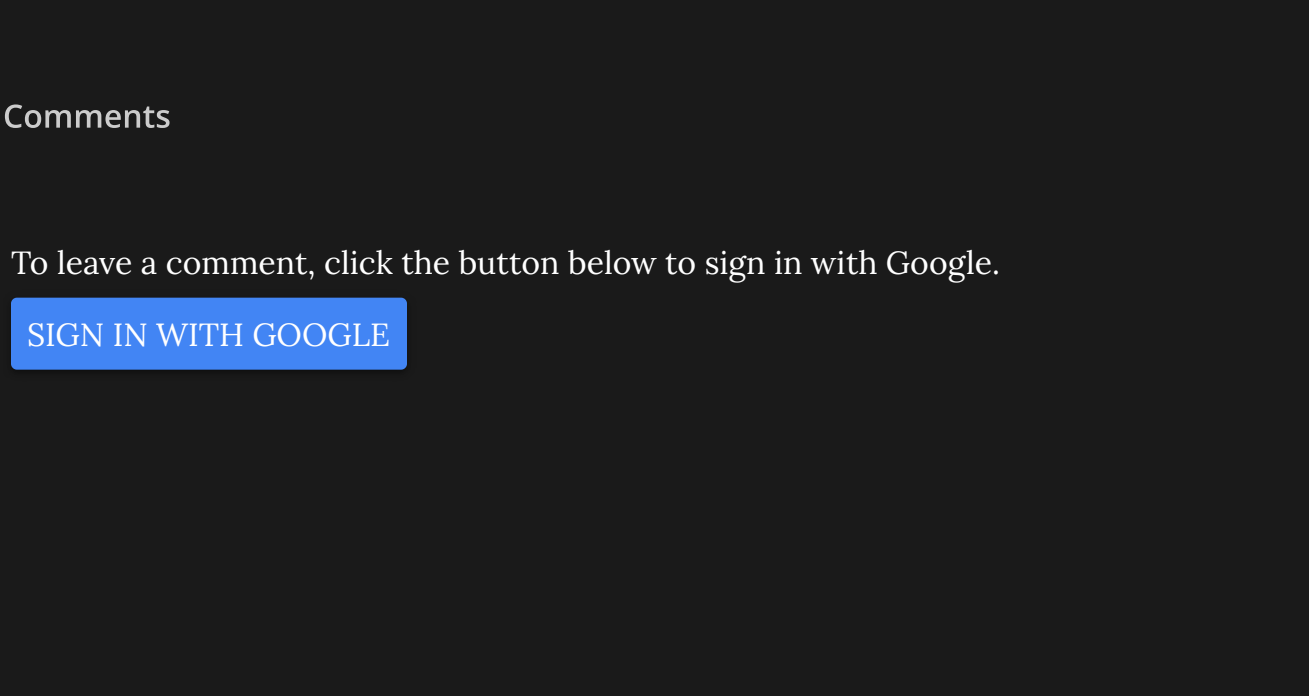 Comments
To leave a comment, click the button below to sign in with Google.
SIGN IN WITH GOOGLE